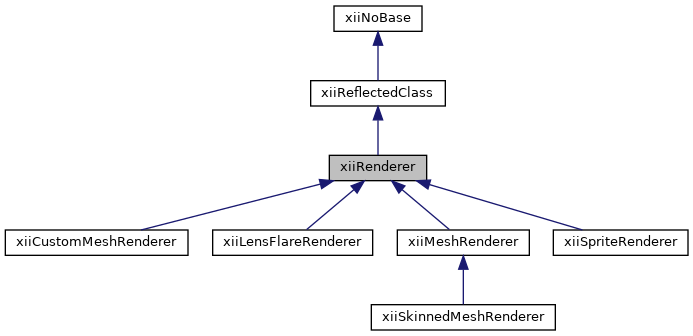 xiiNoBase
xiiReflectedClass
xiiRenderer
xiiCustomMeshRenderer
xiiLensFlareRenderer
xiiMeshRenderer
xiiSpriteRenderer
xiiSkinnedMeshRenderer